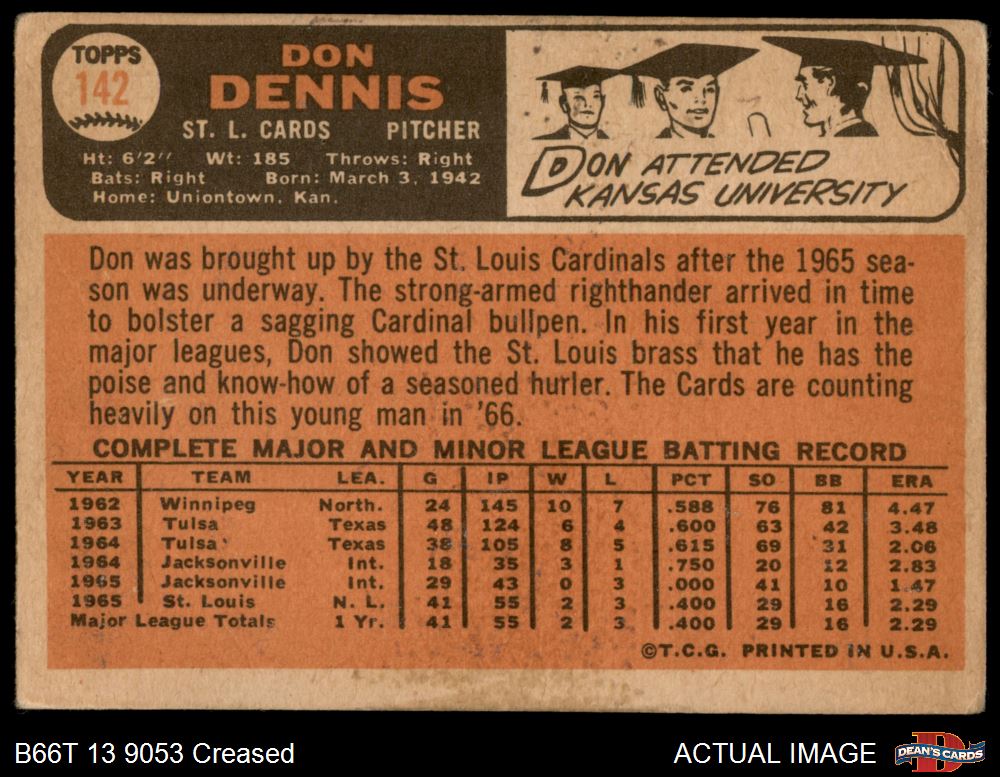 TOPPS
142
DON
DENNIS
ST. L. CARDS PITCHER
Ht: 6'2" Wt: 185 Throws: Right
Bats: Right Born: March 3, 1942
Home: Uniontown, Kan.
DON ATTENDED
KANSAS UNIVERSITY
Don was brought up by the St. Louis Cardinals after the 1965 sea-
son was underway. The strong-armed righthander arrived in time
to bolster a sagging Cardinal bullpen. In his first year in the
major leagues, Don showed the St. Louis brass that he has the
poise and know-how of a seasoned hurler. The Cards are counting
heavily on this young man in '66.
COMPLETE MAJOR AND MINOR LEAGUE BATTING RECORD
YEAR TEAM LEA. G IP W L PCT SO BB ERA
1962 Winnipeg North. 24 145 10 7 .588 76 81 4.47
1963 Tulsa Texas 48 124 6 4 .600 63 42 3.48
1964 Tulsa Texas 38 105 8 5 .615 69 31 2.06
1964 Jacksonville Int. 18 35 3 1 .750 20 12 2.83
1965 Jacksonville Int. 29 43 0 3 .000 41 10 1.47
1965 St. Louis N. L. 41 55 2 3 .400 29 16 2.29
Major League Totals 1 Yr. 41 55 2 3 .400 29 16 2.29
©T.C.G. PRINTED IN U.S.A.
B66T 13 9053 Creased ACTUAL IMAGE
DEAN'S CARDS